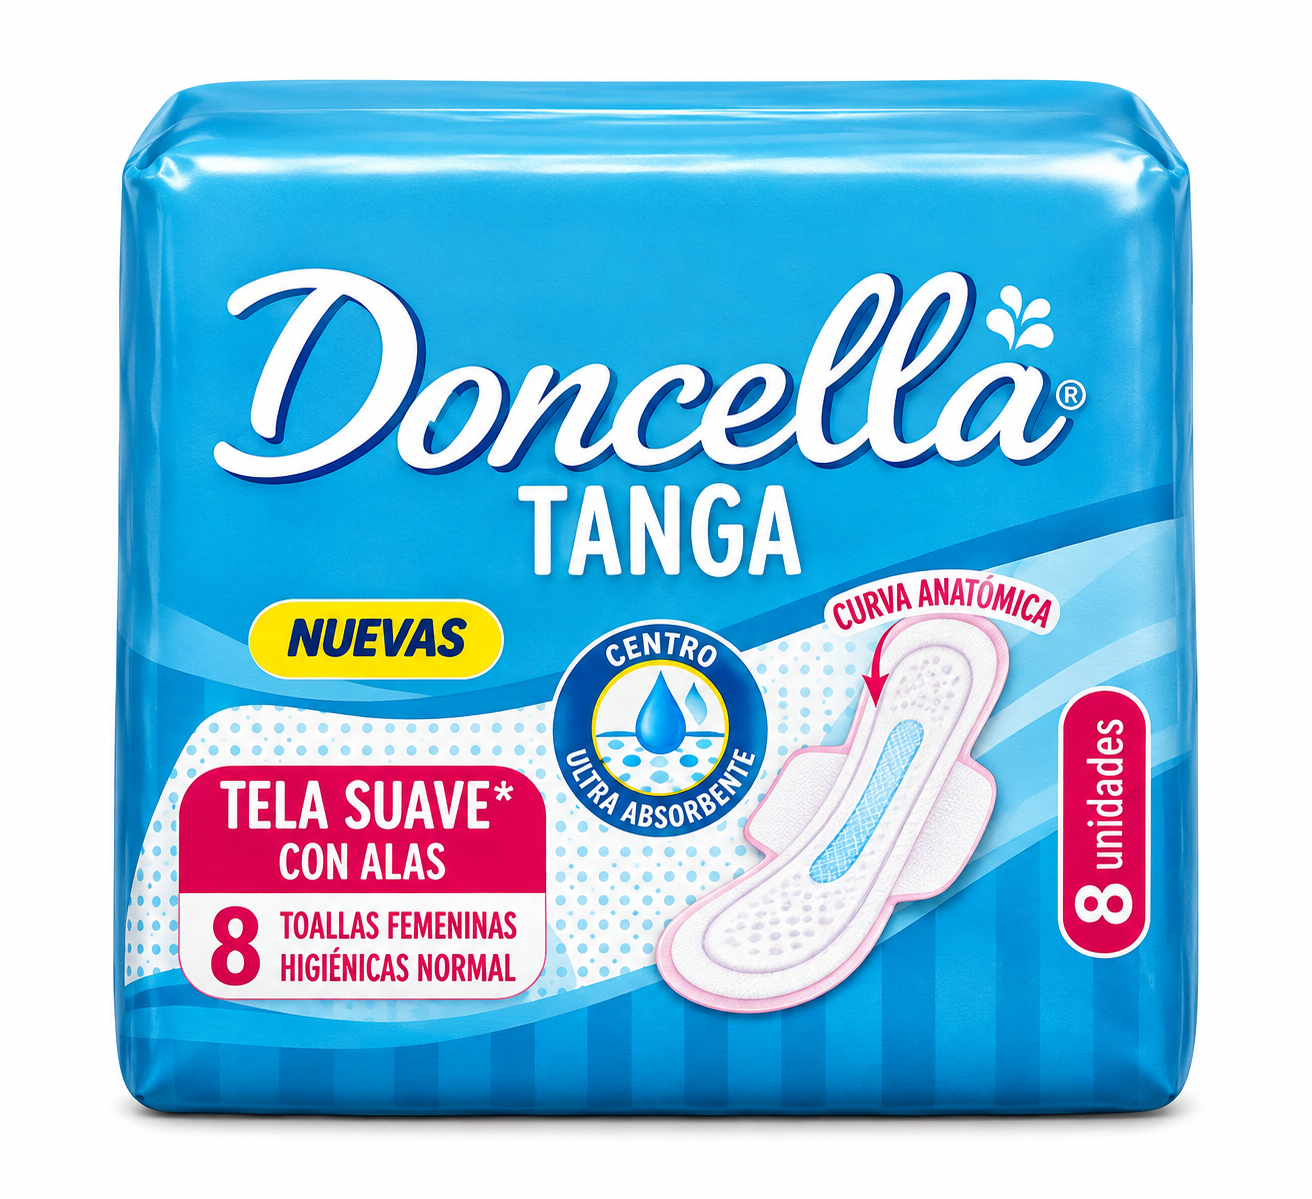 Doncella®
TANGA
NUEVAS
CENTRO
ULTRA ABSORBENTE
CURVA ANATÓMICA
TELA SUAVE*
CON ALAS
8 TOALLAS FEMENINAS
HIGIÉNICAS NORMAL
8 unidades